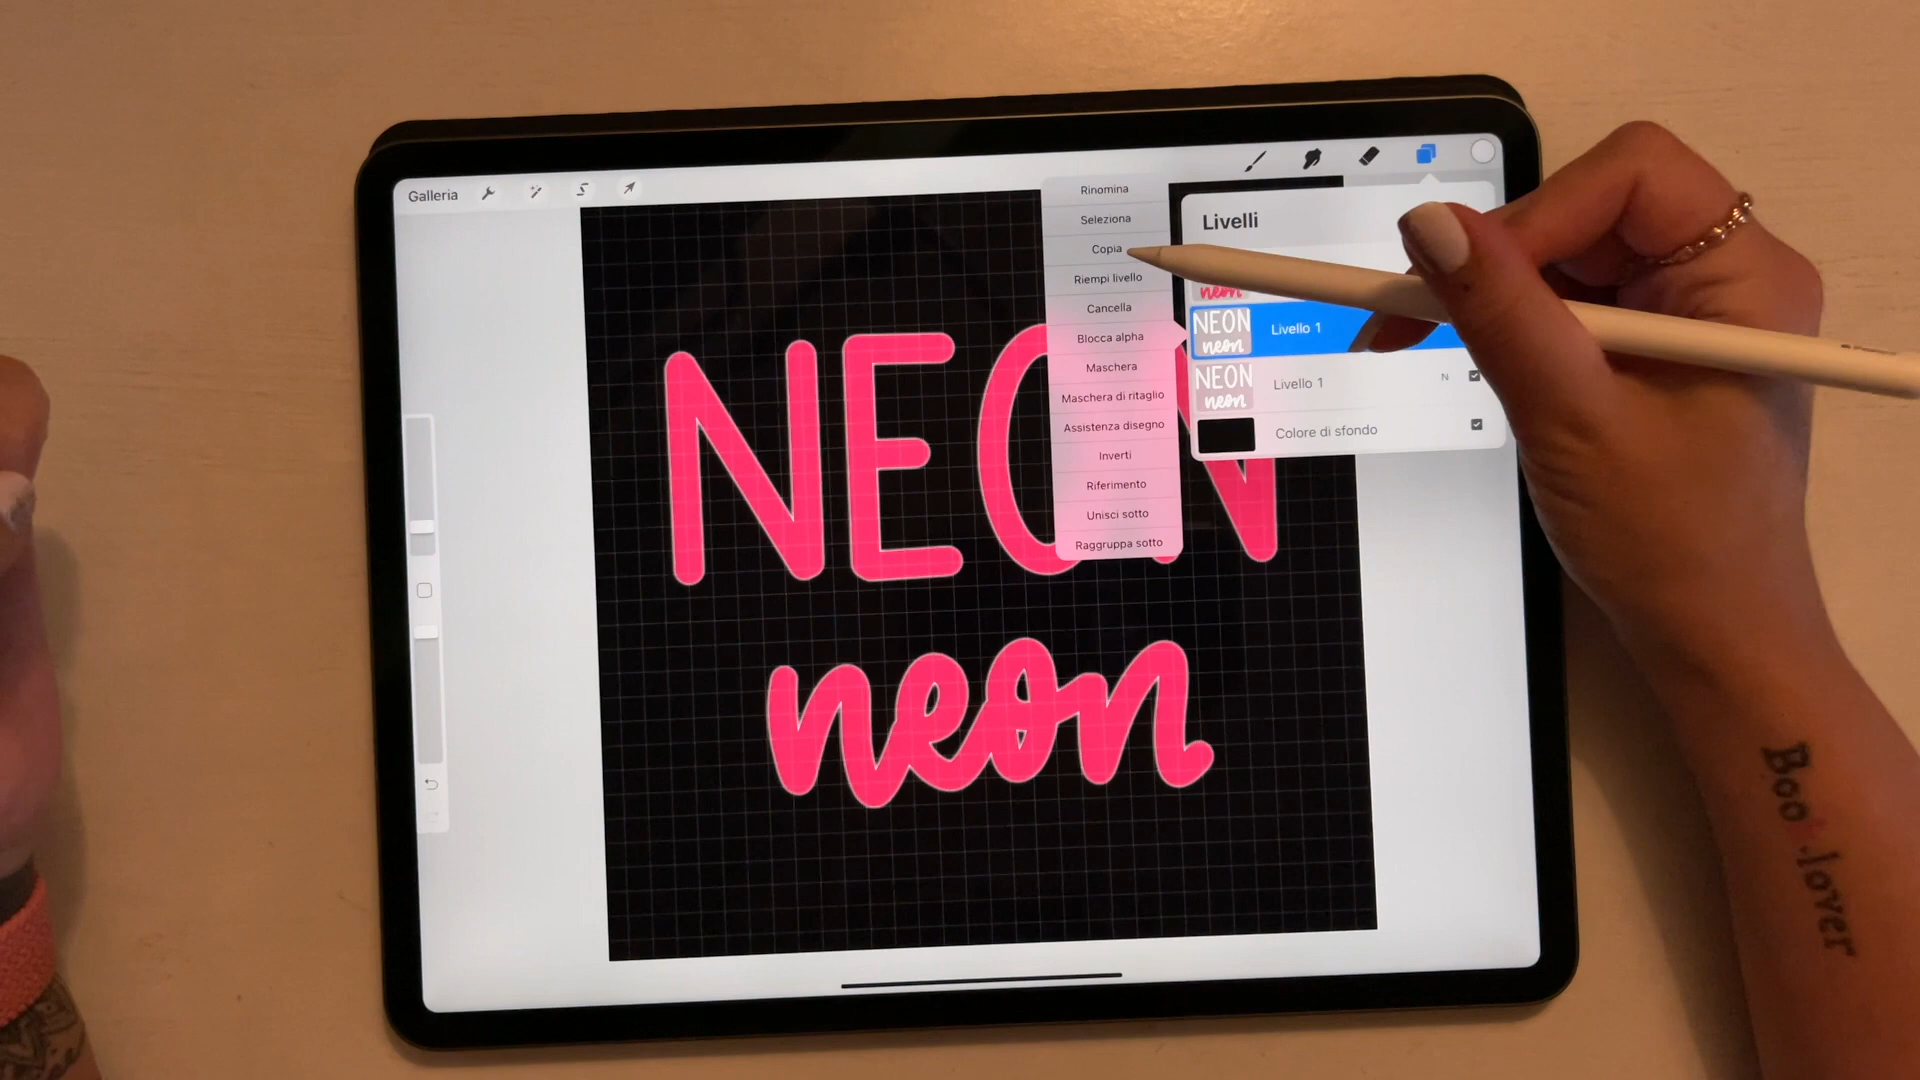 Galleria
Rinomina
Seleziona
Copia
Riempi livello
Cancella
Blocca alpha
Maschera
Maschera di ritaglio
Assistenza disegno
Inverti
Riferimento
Unisci sotto
Raggruppa sotto
Livelli
neon
NEON
neon
Livello 1
NEON
neon
Livello 1
N
Colore di sfondo
NEON
neon
Boo lover